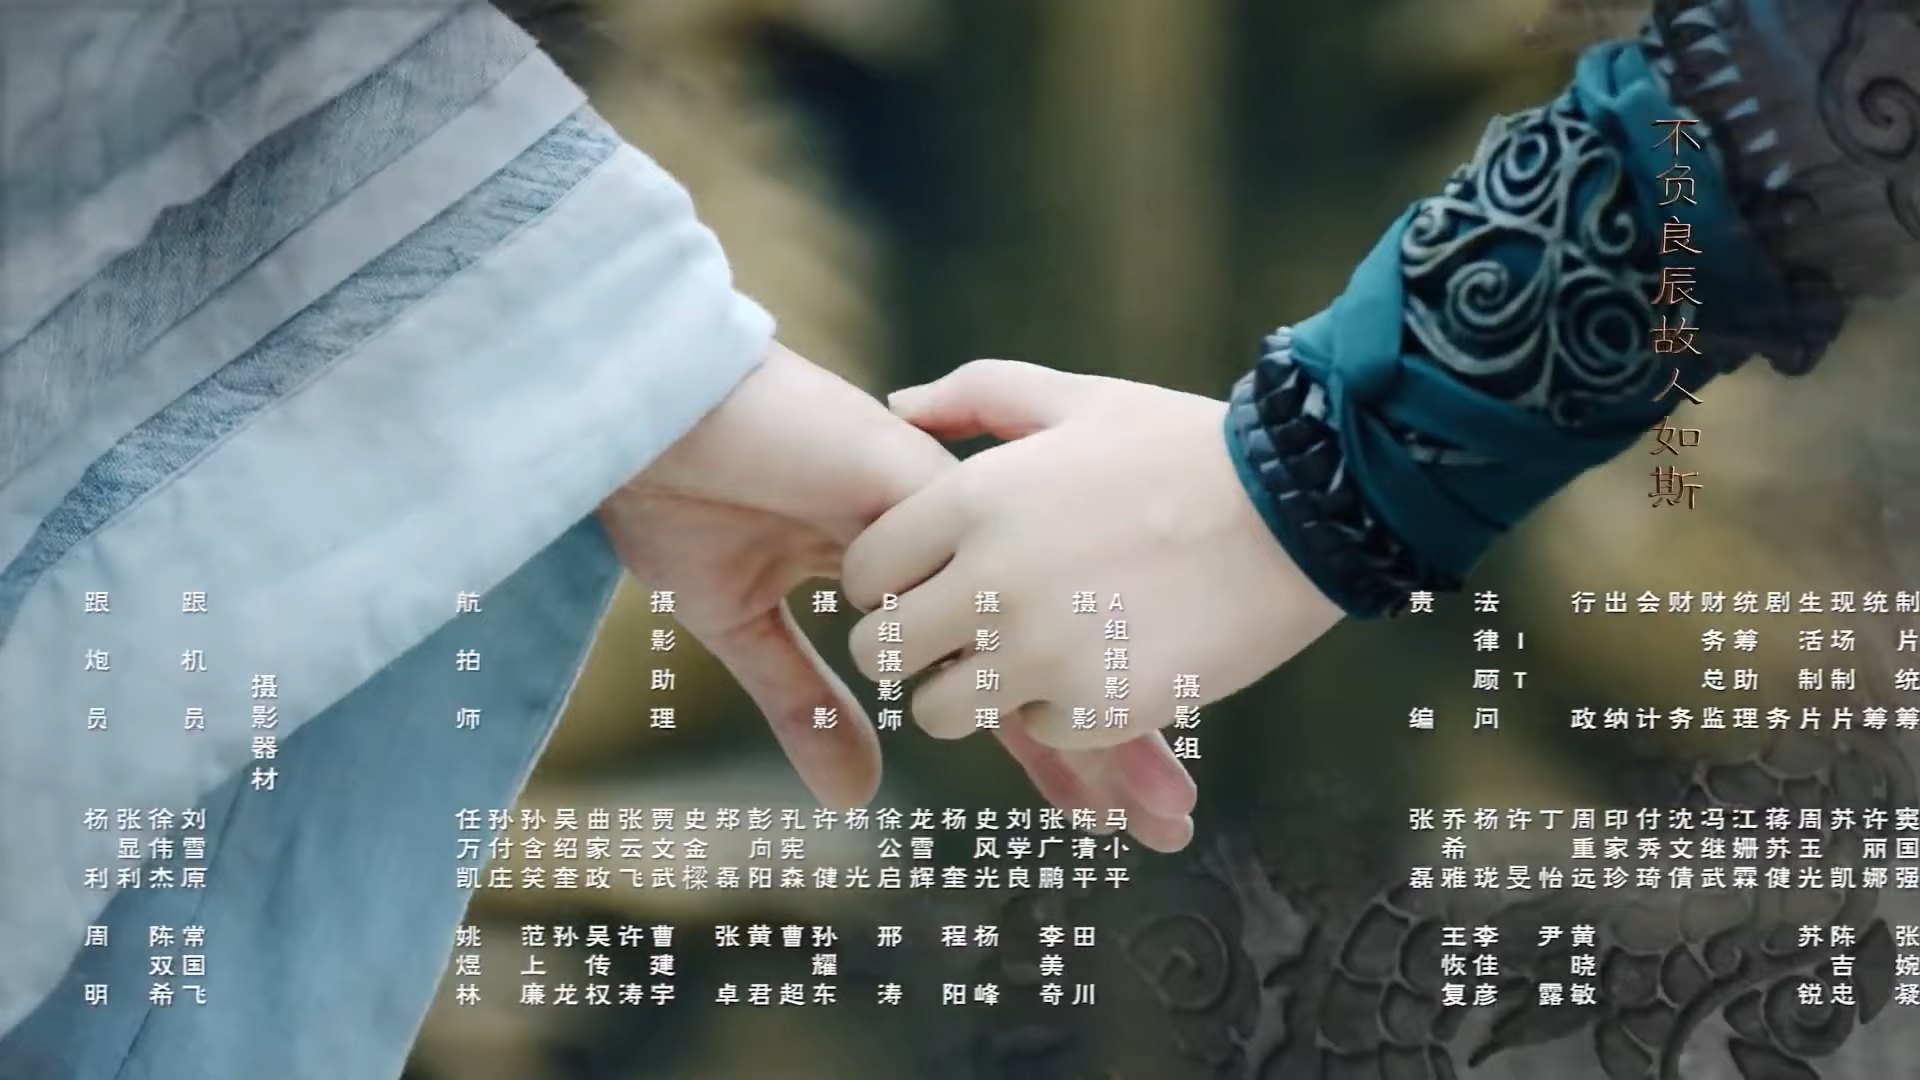 不负良辰故人如斯
制片统筹 窦国强 张婉凝
统筹 许丽娜
现场制片 苏凯 陈吉忠
生活制片 周玉光 苏锐
剧务 蒋苏健
统筹助理 江姗霖
财务总监 冯继武
财务 沈文倩
会计 付秀琦
出纳 印家珍
行政 周重远 黄晓敏
丁怡 尹露
IT 许旻
法律顾问 杨珑 李佳彦
乔希雅 王恢复
责编 张磊
摄影组
A组摄影师 马小平
摄影 陈清平 田川
张广鹏 李美奇
刘学良
摄影助理 史风光 杨峰
杨奎 程阳
龙雪辉
B组摄影师 徐公启 邢涛
杨光
摄影 许健 孙耀东
孔宪森 曹超
彭向阳 黄君
郑磊 张卓
史金樑
摄影助理 贾文武 曹建宇
张云飞 许涛
曲家政 吴传权
吴绍奎 孙龙
孙含笑 范上廉
孙付庄
航拍师 任万凯 姚煜林
摄影器材
跟机员 刘雪原 常国飞
徐伟杰 陈双希
张显利
跟炮员 杨利 周明